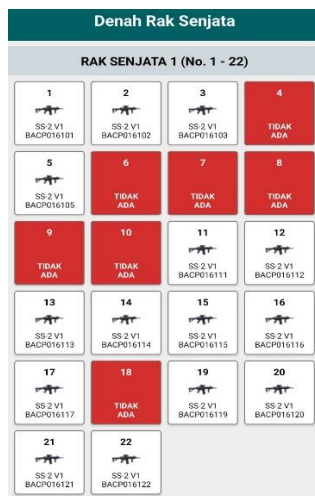 Denah Rak Senjata
RAK SENJATA 1 (No. 1 - 22)
1
SS-2 V1
BACP016101
2
SS-2 V1
BACP016102
3
SS-2 V1
BACP016103
4
TIDAK
ADA
5
SS-2 V1
BACP016105
6
TIDAK
ADA
7
TIDAK
ADA
8
TIDAK
ADA
9
TIDAK
ADA
10
TIDAK
ADA
11
SS-2 V1
BACP016111
12
SS-2 V1
BACP016112
13
SS-2 V1
BACP016113
14
SS-2 V1
BACP016114
15
SS-2 V1
BACP016115
16
SS-2 V1
BACP016116
17
SS-2 V1
BACP016117
18
TIDAK
ADA
19
SS-2 V1
BACP016119
20
SS-2 V1
BACP016120
21
SS-2 V1
BACP016121
22
SS-2 V1
BACP016122